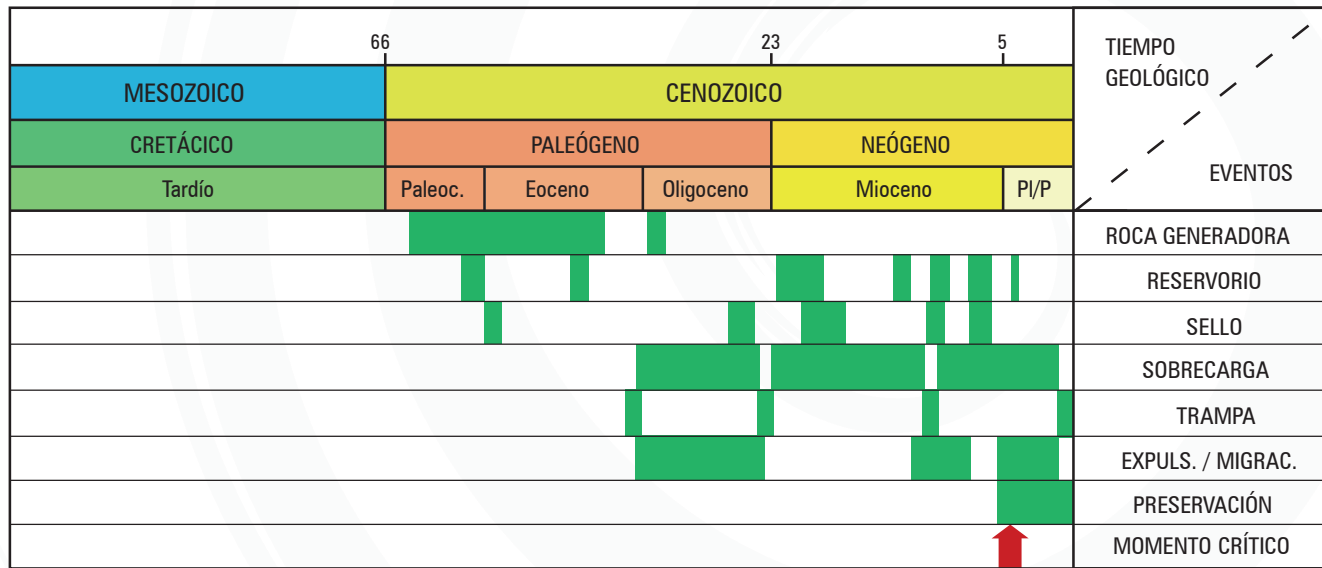 66
23
5
TIEMPO
GEOLÓGICO
EVENTOS
MESOZOICO
CENOZOICO
CRETÁCICO
PALEÓGENO
NEÓGENO
Tardío
Paleoc.
Eoceno
Oligoceno
Mioceno
Pl/P
ROCA GENERADORA
RESERVORIO
SELLO
SOBRECARGA
TRAMPA
EXPULS. / MIGRAC.
PRESERVACIÓN
MOMENTO CRÍTICO